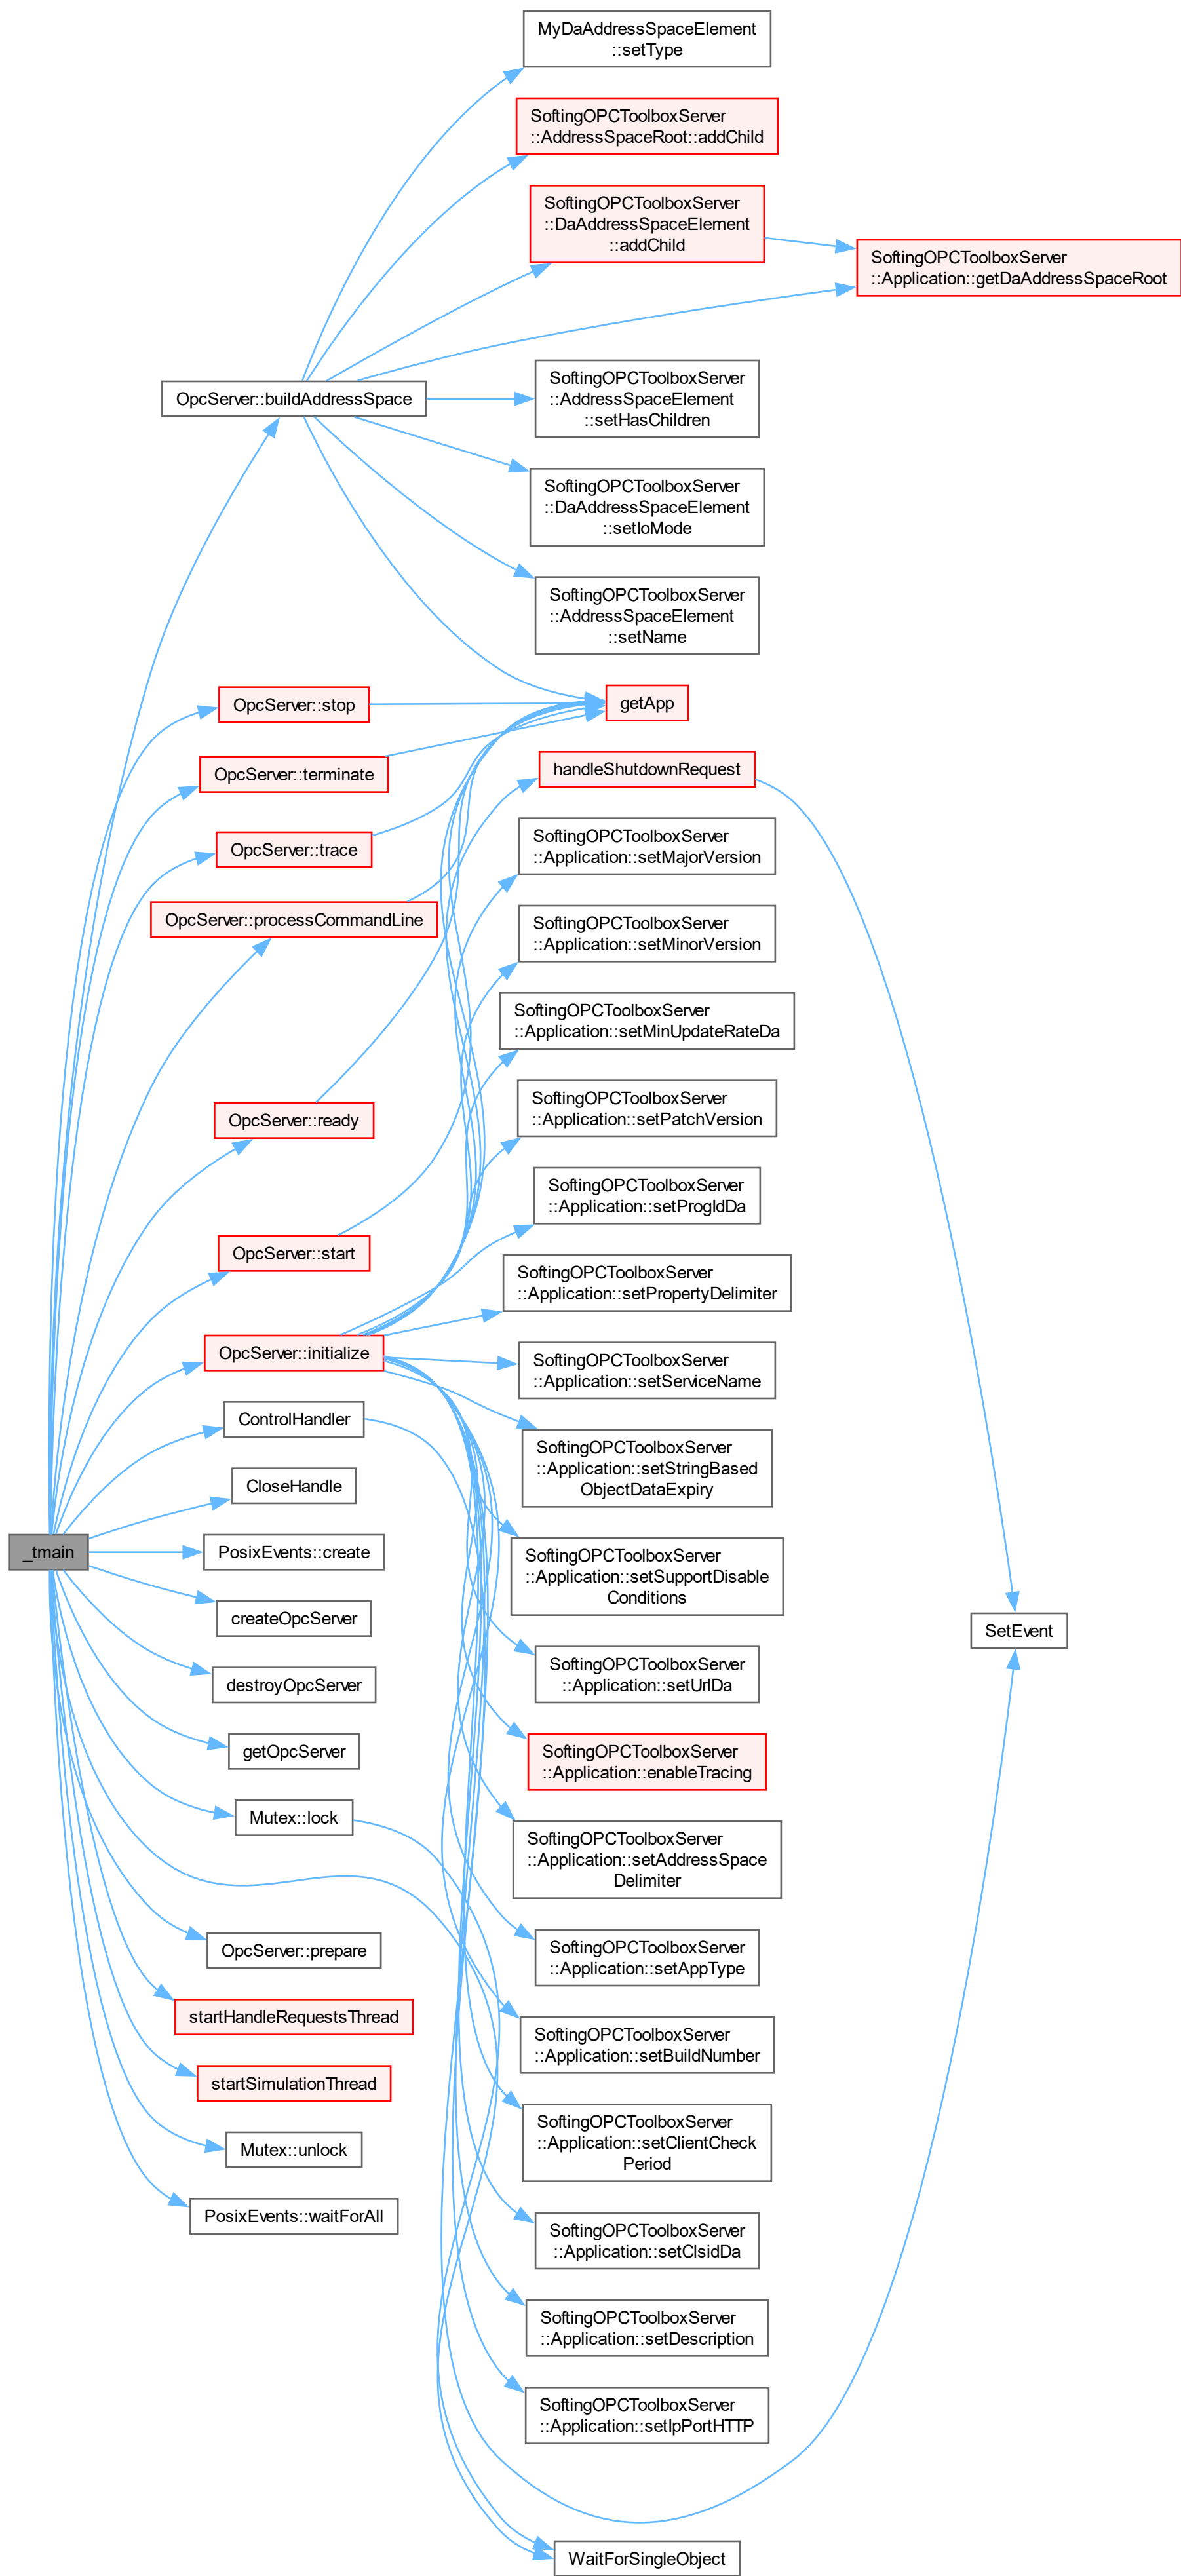 MyDaAddressSpaceElement
::setType
SoftingOPCToolboxServer
::AddressSpaceRoot::addChild
SoftingOPCToolboxServer
::DaAddressSpaceElement
::addChild
SoftingOPCToolboxServer
::Application::getDaAddressSpaceRoot
OpcServer::buildAddressSpace
SoftingOPCToolboxServer
::AddressSpaceElement
::setHasChildren
SoftingOPCToolboxServer
::DaAddressSpaceElement
::setIoMode
SoftingOPCToolboxServer
::AddressSpaceElement
::setName
OpcServer::stop
getApp
OpcServer::terminate
handleShutdownRequest
OpcServer::trace
SoftingOPCToolboxServer
::Application::setMajorVersion
OpcServer::processCommandLine
SoftingOPCToolboxServer
::Application::setMinorVersion
SoftingOPCToolboxServer
::Application::setMinUpdateRateDa
OpcServer::ready
SoftingOPCToolboxServer
::Application::setPatchVersion
SoftingOPCToolboxServer
::Application::setProgIdDa
OpcServer::start
SoftingOPCToolboxServer
::Application::setPropertyDelimiter
OpcServer::initialize
SoftingOPCToolboxServer
::Application::setServiceName
ControlHandler
SoftingOPCToolboxServer
::Application::setStringBased
ObjectDataExpiry
CloseHandle
_tmain
PosixEvents::create
SoftingOPCToolboxServer
::Application::setSupportDisable
Conditions
createOpcServer
SetEvent
destroyOpcServer
SoftingOPCToolboxServer
::Application::setUrlDa
getOpcServer
SoftingOPCToolboxServer
::Application::enableTracing
Mutex::lock
SoftingOPCToolboxServer
::Application::setAddressSpace
Delimiter
OpcServer::prepare
SoftingOPCToolboxServer
::Application::setAppType
startHandleRequestsThread
SoftingOPCToolboxServer
::Application::setBuildNumber
startSimulationThread
SoftingOPCToolboxServer
::Application::setClientCheck
Period
Mutex::unlock
PosixEvents::waitForAll
SoftingOPCToolboxServer
::Application::setClsidDa
SoftingOPCToolboxServer
::Application::setDescription
SoftingOPCToolboxServer
::Application::setIpPortHTTP
WaitForSingleObject